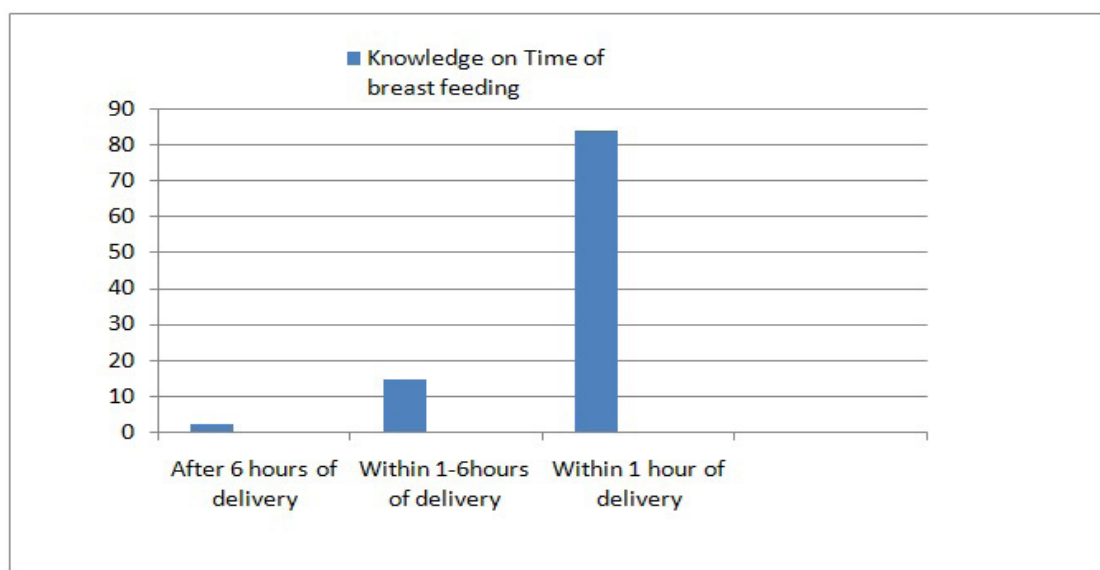 Knowledge on Time of
breast feeding
90
80
70
60
50
40
30
20
10
0
After 6 hours of
delivery
Within 1-6hours
of delivery
Within 1 hour of
delivery